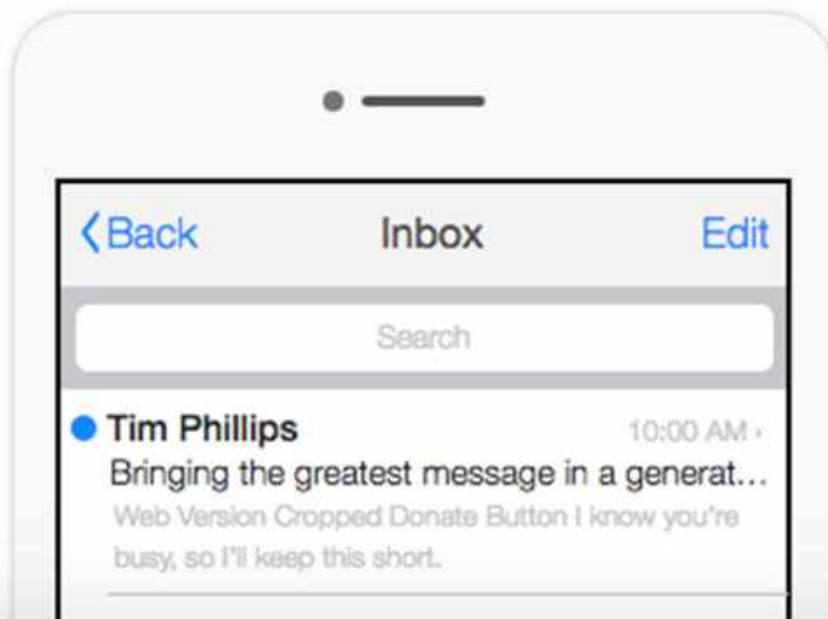 Back Inbox Edit
Search
Tim Phillips 10:00 AM
Bringing the greatest message in a generat...
Web Version Cropped Donate Button I know you're
busy, so I'll keep this short.